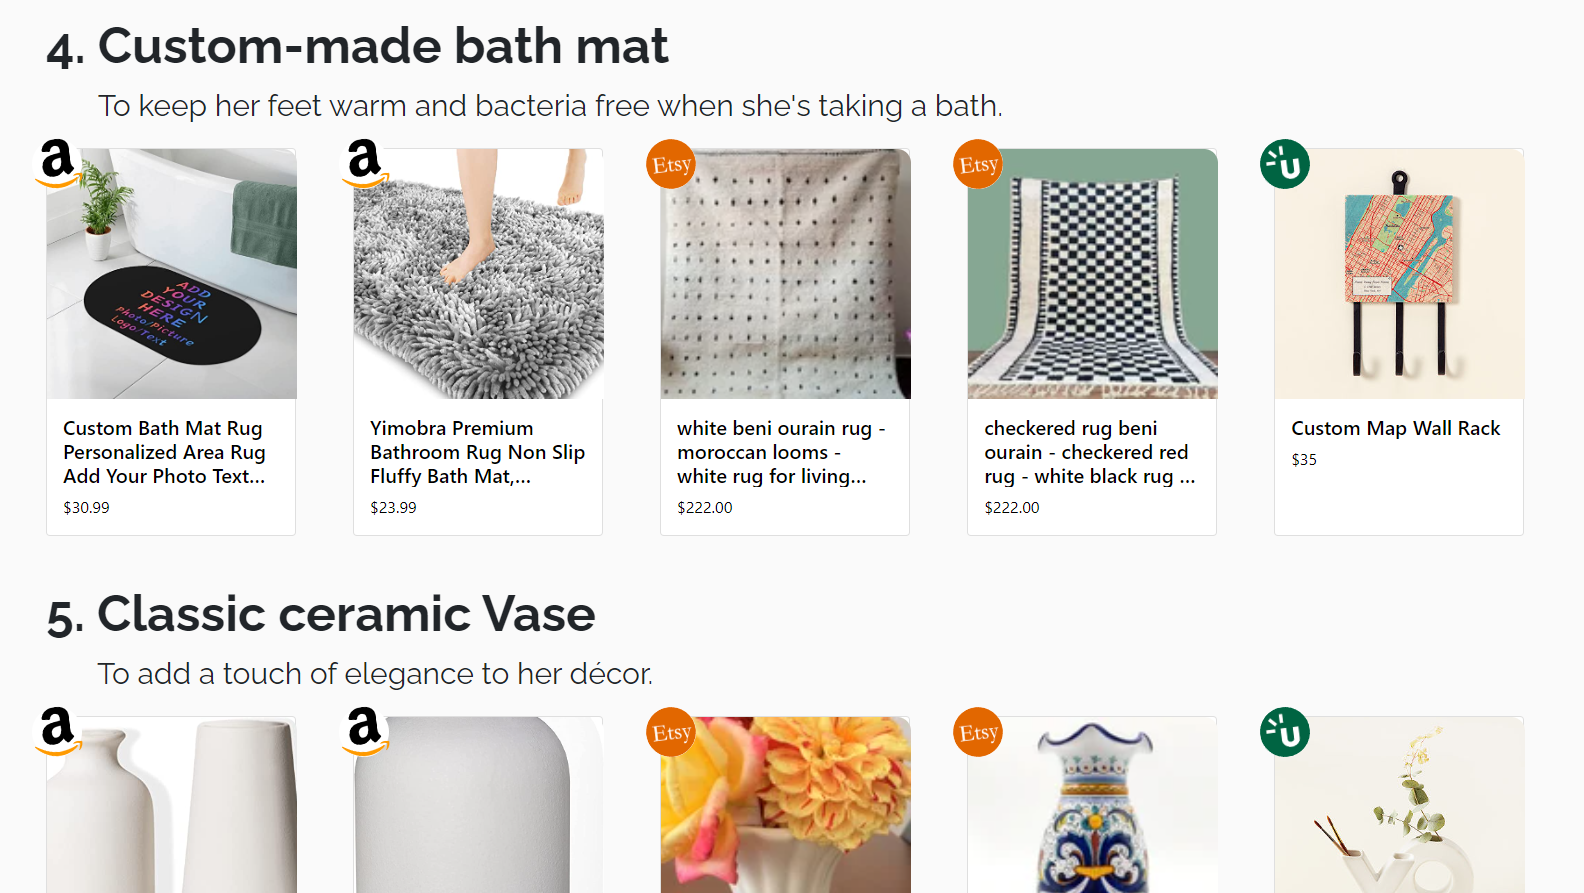 4. Custom-made bath mat
To keep her feet warm and bacteria free when she's taking a bath.
a
a
Etsy
Etsy
U
ADD
YOUR
DESIGN
HERE
Photo/Picture
Logo/Text
Custom Bath Mat Rug
Personalized Area Rug
Add Your Photo Text...
$30.99
Yimobra Premium
Bathroom Rug Non Slip
Fluffy Bath Mat,...
$23.99
white beni ourain rug -
moroccan looms -
white rug for living...
$222.00
checkered rug beni
ourain - checkered red
rug - white black rug ...
$222.00
Custom Map Wall Rack
$35
5. Classic ceramic Vase
To add a touch of elegance to her décor.
a
a
Etsy
Etsy
U